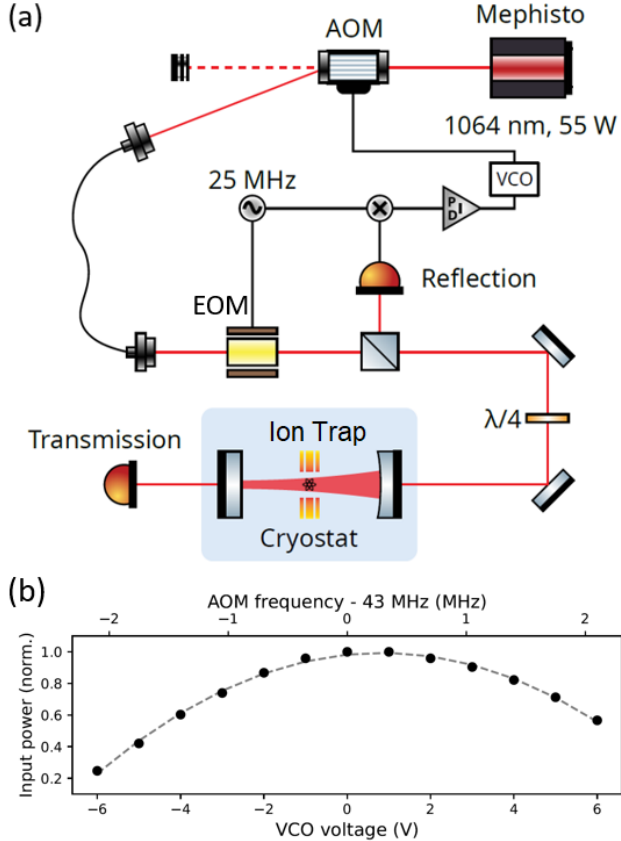 (a)
AOM
Mephisto
1064 nm, 55 W
VCO
25 MHz
P
I
D
Reflection
EOM
λ/4
Transmission
Ion Trap
Cryostat
(b)
AOM frequency - 43 MHz (MHz)
−2 −1 0 1 2
Input power (norm.)
1.0
0.8
0.6
0.4
0.2
−6 −4 −2 0 2 4 6
VCO voltage (V)